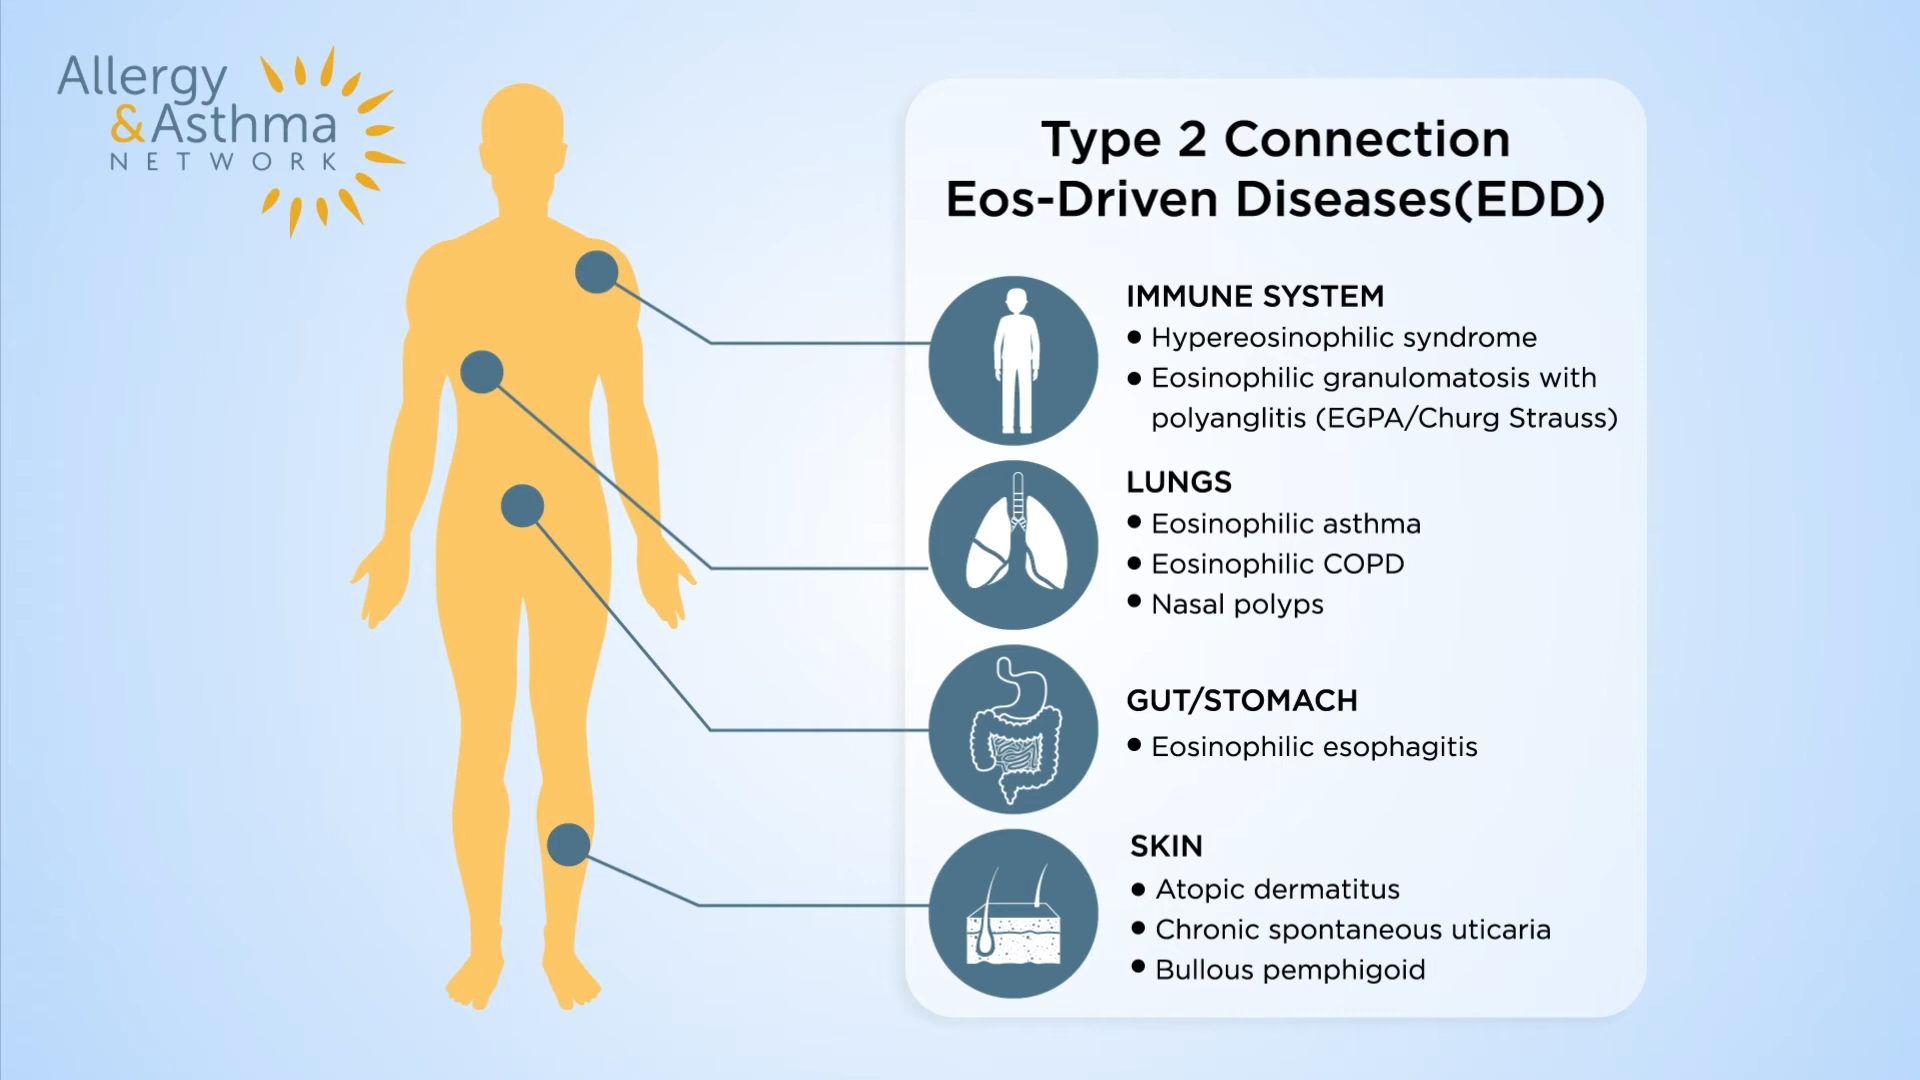 Allergy
&Asthma
NETWORK
Type 2 Connection
Eos-Driven Diseases(EDD)
IMMUNE SYSTEM
• Hypereosinophilic syndrome
• Eosinophilic granulomatosis with
polyanglitis (EGPA/Churg Strauss)
LUNGS
• Eosinophilic asthma
• Eosinophilic COPD
• Nasal polyps
GUT/STOMACH
• Eosinophilic esophagitis
SKIN
• Atopic dermatitus
• Chronic spontaneous uticaria
• Bullous pemphigoid